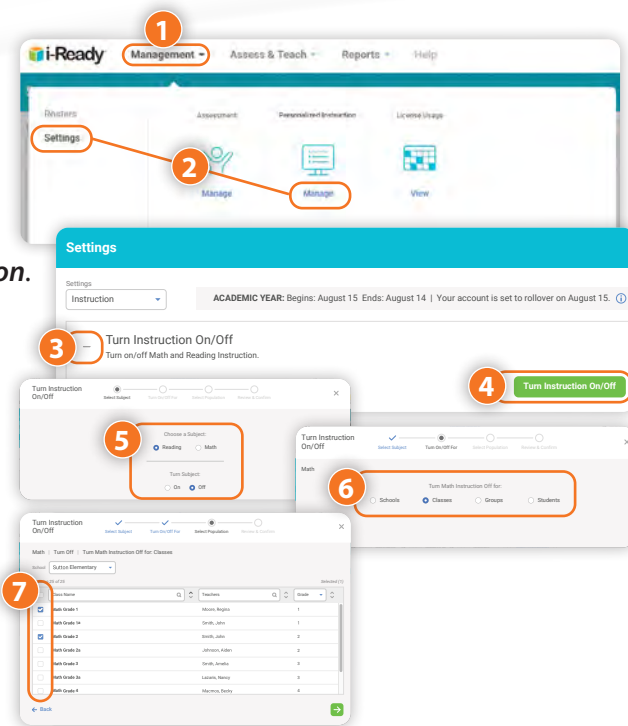 1
i-Ready Management Assess & Teach Reports Help
Rosters Assessment Personalized Instruction License Usage
Settings
2
Manage Manage View
on.
Settings
Settings
Instruction ACADEMIC YEAR: Begins: August 15 Ends: August 14 | Your account is set to rollover on August 15.
3
– Turn Instruction On/Off
Turn on/off Math and Reading Instruction.
4
Turn Instruction On/Off
Turn Instruction On/Off
Select Subject Turn On/Off For Select Population Review & Confirm
5
Choose a Subject:
Reading Math
Turn Subject:
On Off
Turn Instruction On/Off
Select Subject Turn On/Off For Select Population Review & Confirm
Math
6
Turn Math Instruction Off for:
Schools Classes Groups Students
Turn Instruction On/Off
Select Subject Turn On/Off For Select Population Review & Confirm
Math | Turn Off | Turn Math Instruction Off for: Classes
School Sutton Elementary
7
of 26 Selected (1)
Class Name Teachers Grade
Math Grade 1 Moore, Regina 1
Math Grade 1a Smith, John 1
Math Grade 2 Smith, John 2
Math Grade 2a Johnson, Aiden 2
Math Grade 3 Smith, Amelia 3
Math Grade 3a Nancy 3
Math Grade 4 Becky 4
← Back